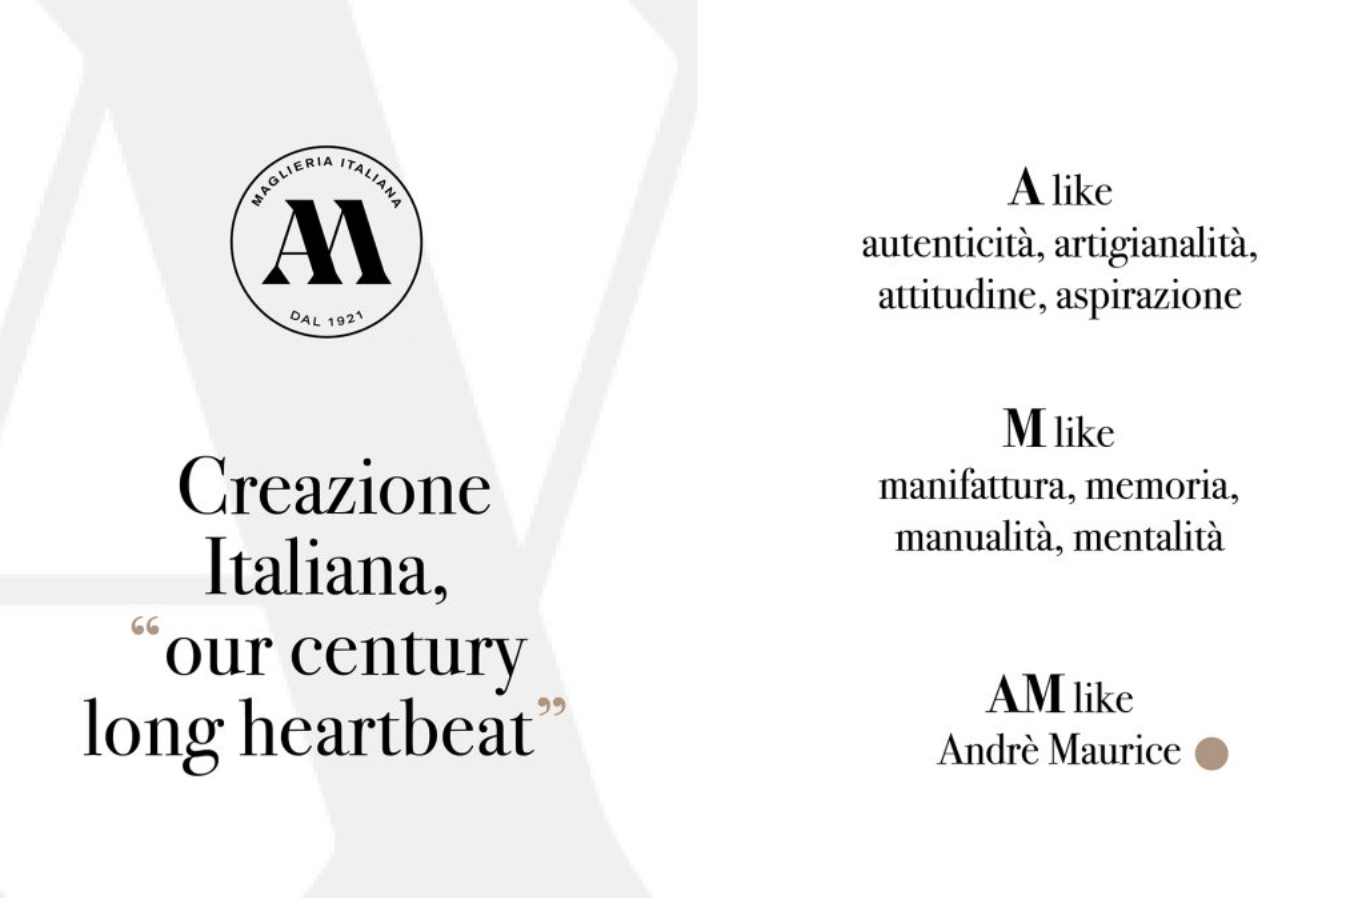 MAGLIERIA ITALIANA
AM
DAL 1921
Creazione
Italiana,
“our century
long heartbeat”
A like
autenticità, artigianalità,
attitudine, aspirazione
M like
manifattura, memoria,
manualità, mentalità
AM like
Andrè Maurice